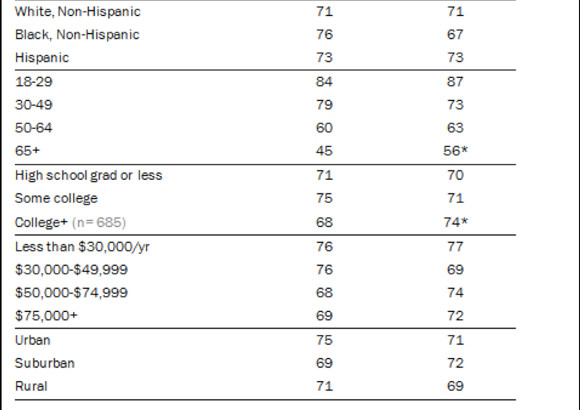 White, Non-Hispanic 71 71
Black, Non-Hispanic 76 67
Hispanic 73 73
18-29 84 87
30-49 79 73
50-64 60 63
65+ 45 56*
High school grad or less 71 70
Some college 75 71
College+ (n= 685) 68 74*
Less than $30,000/yr 76 77
$30,000-$49,999 76 69
$50,000-$74,999 68 74
$75,000+ 69 72
Urban 75 71
Suburban 69 72
Rural 71 69